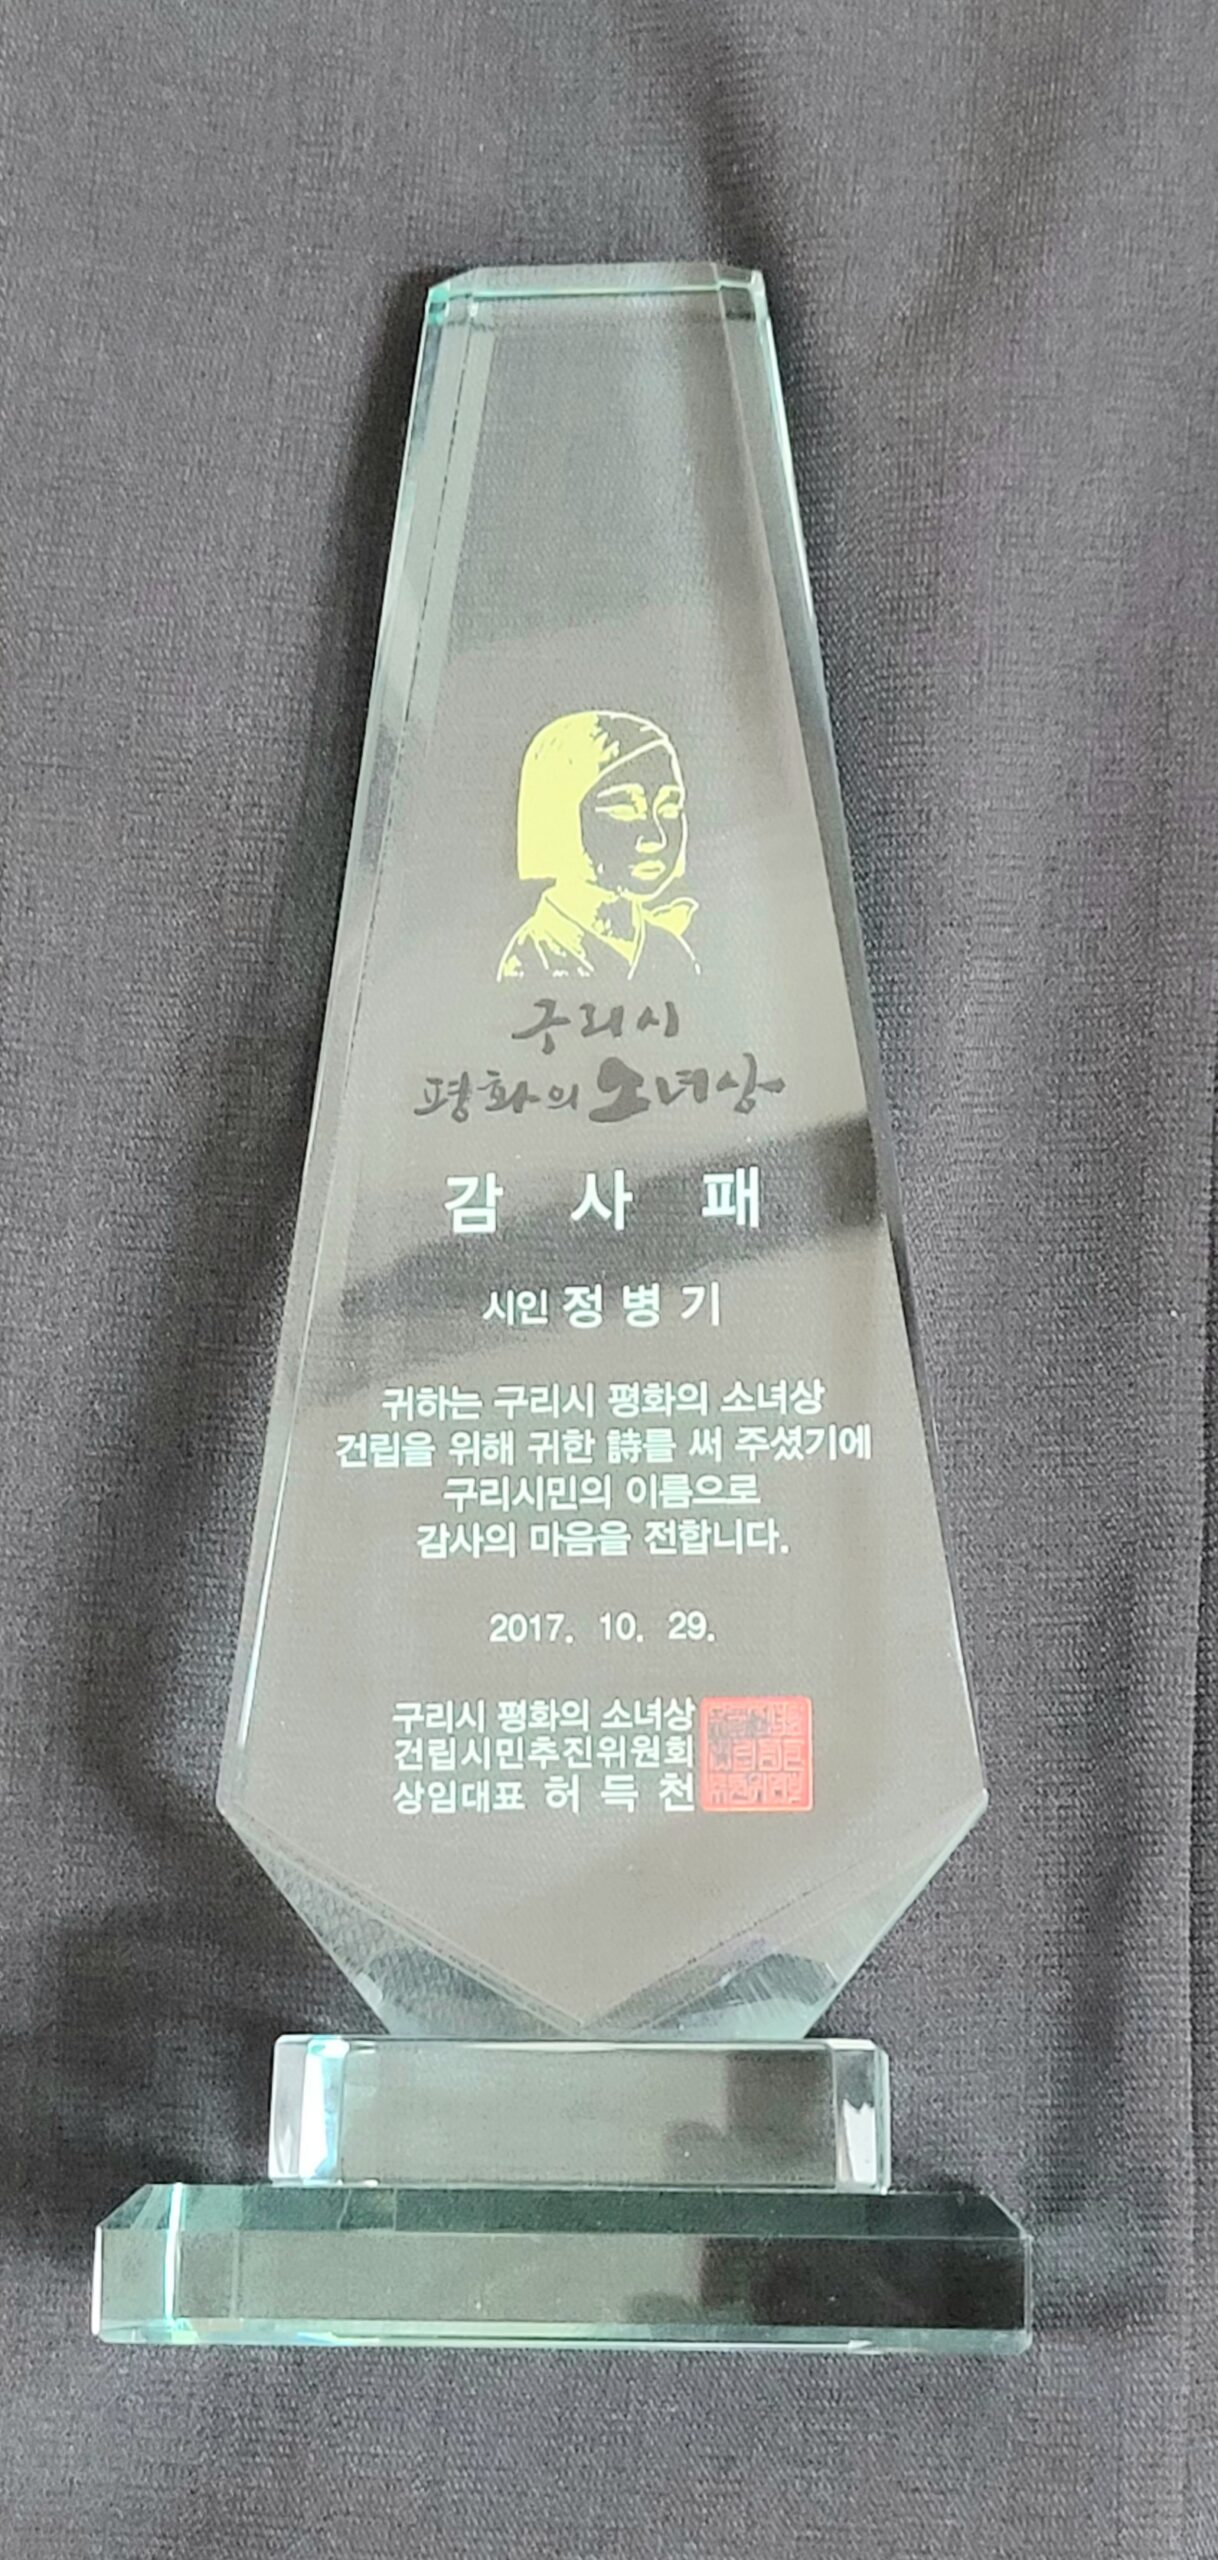 구리시
평화의 소녀상
감 사 패
시인 정 병 기
귀하는 구리시 평화의 소녀상
건립을 위해 귀한 詩를 써 주셨기에
구리시민의 이름으로
감사의 마음을 전합니다.
2017. 10. 29.
구리시 평화의 소녀상
건립시민추진위원회
상임대표 허 득 천